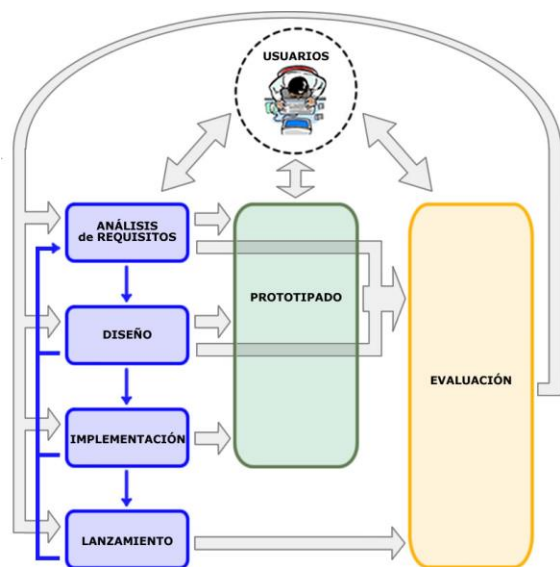 USUARIOS
ANÁLISIS
de REQUISITOS
PROTOTIPADO
DISEÑO
EVALUACIÓN
IMPLEMENTACIÓN
LANZAMIENTO